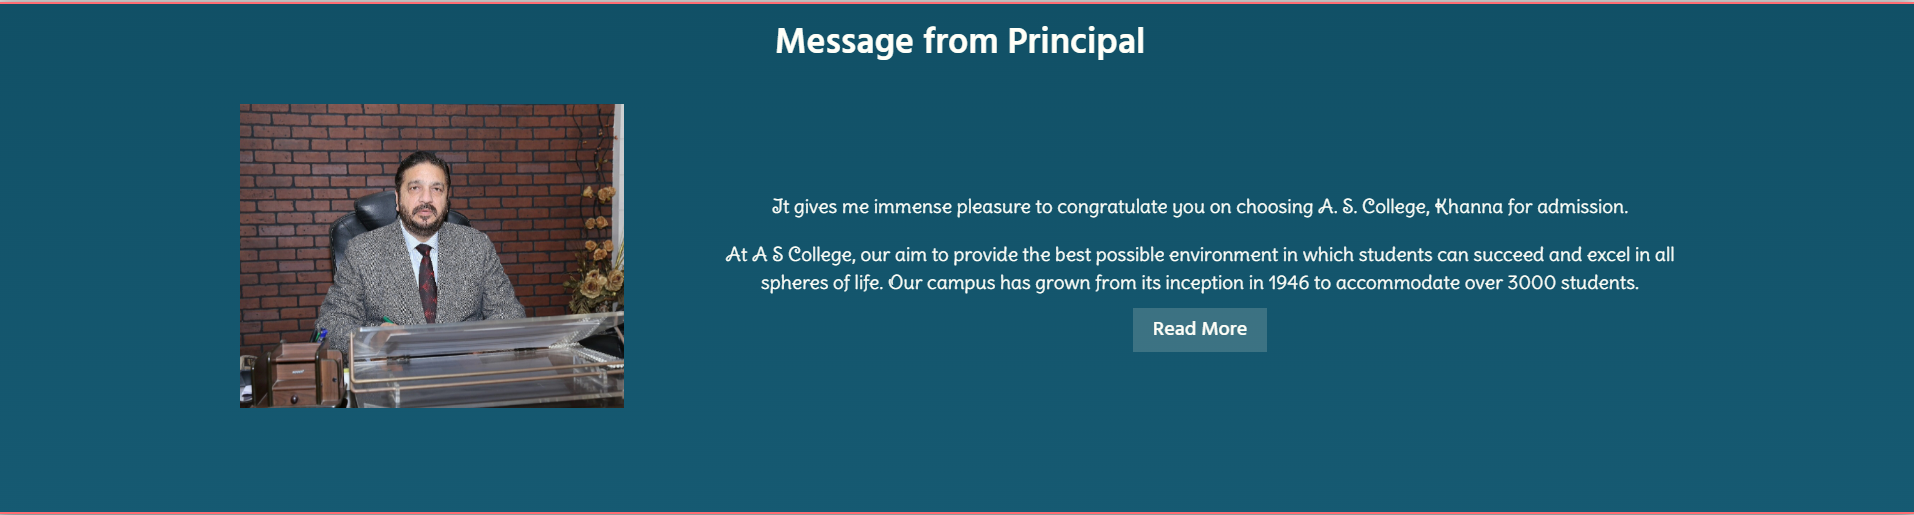 Message from Principal
It gives me immense pleasure to congratulate you on choosing A. S. College, Khanna for admission.
At A S College, our aim to provide the best possible environment in which students can succeed and excel in all
spheres of life. Our campus has grown from its inception in 1946 to accommodate over 3000 students.
Read More